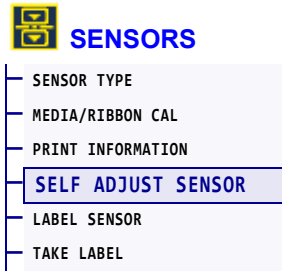 SENSORS
SENSOR TYPE
MEDIA/RIBBON CAL
PRINT INFORMATION
SELF ADJUST SENSOR
LABEL SENSOR
TAKE LABEL